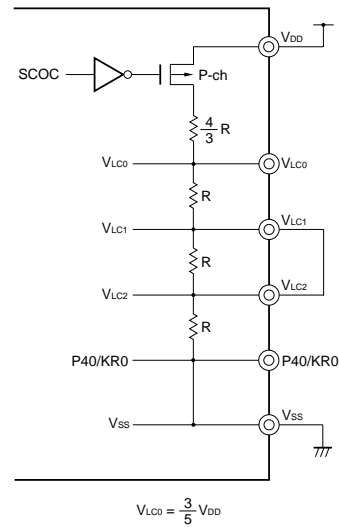 VDD
SCOC
P-ch
4/3 R
VLC0 VLC0
R
VLC1 VLC1
R
VLC2 VLC2
R
P40/KR0 P40/KR0
VSS VSS
VLC0 = 3/5 VDD